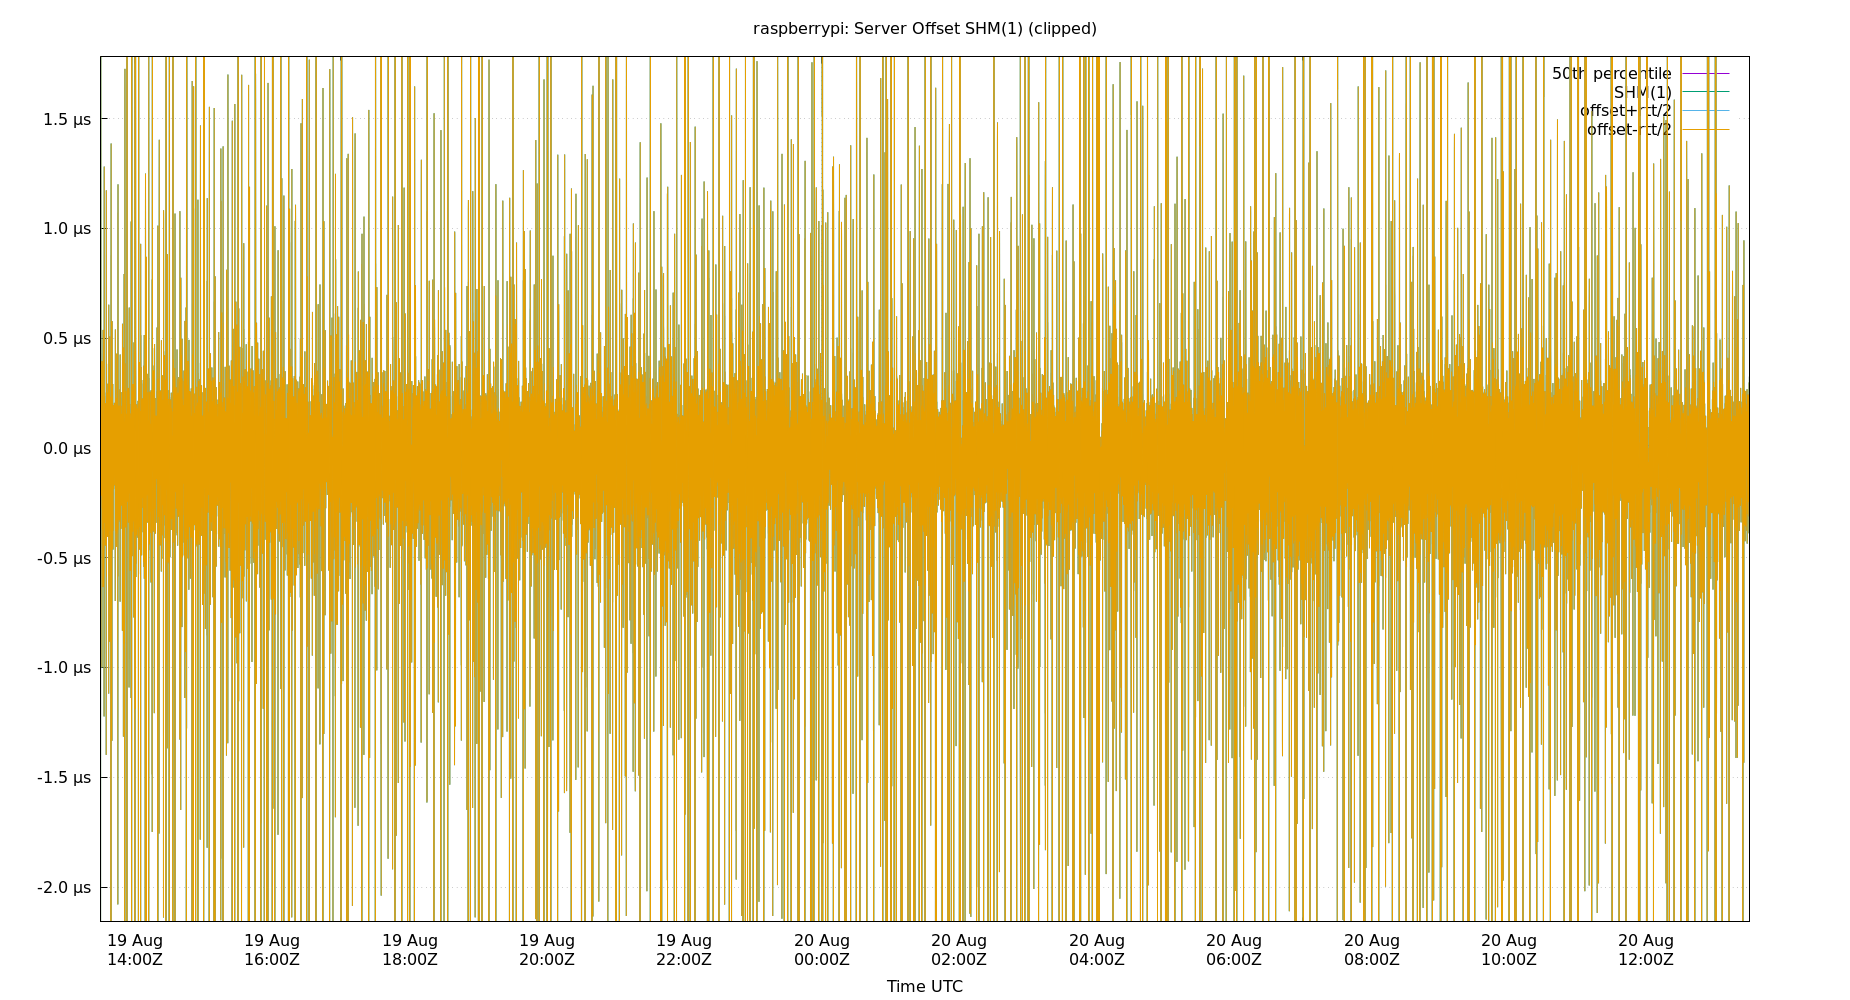 raspberrypi: Server Offset SHM(1) (clipped)
50th percentile
SHM(1)
offset+rtt/2
offset-rtt/2
1.5 µs
1.0 µs
0.5 µs
0.0 µs
-0.5 µs
-1.0 µs
-1.5 µs
-2.0 µs
19 Aug 19 Aug 19 Aug 19 Aug 19 Aug 20 Aug 20 Aug 20 Aug 20 Aug 20 Aug 20 Aug 20 Aug
14:00Z 16:00Z 18:00Z 20:00Z 22:00Z 00:00Z 02:00Z 04:00Z 06:00Z 08:00Z 10:00Z 12:00Z
Time UTC